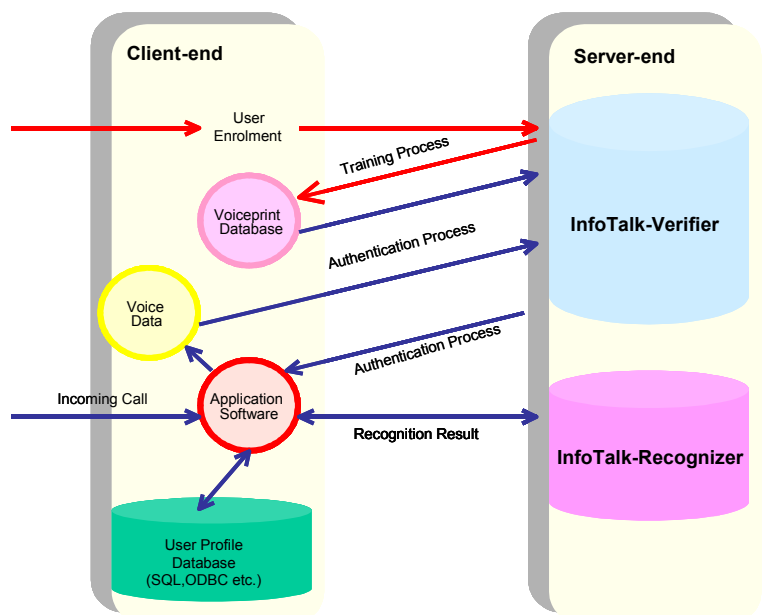 Client-end
Server-end
User
Enrolment
Training Process
Voiceprint
Database
InfoTalk-Verifier
Authentication Process
Voice
Data
Authentication Process
Incoming Call
Application
Software
Recognition Result
InfoTalk-Recognizer
User Profile
Database
(SQL,ODBC etc.)